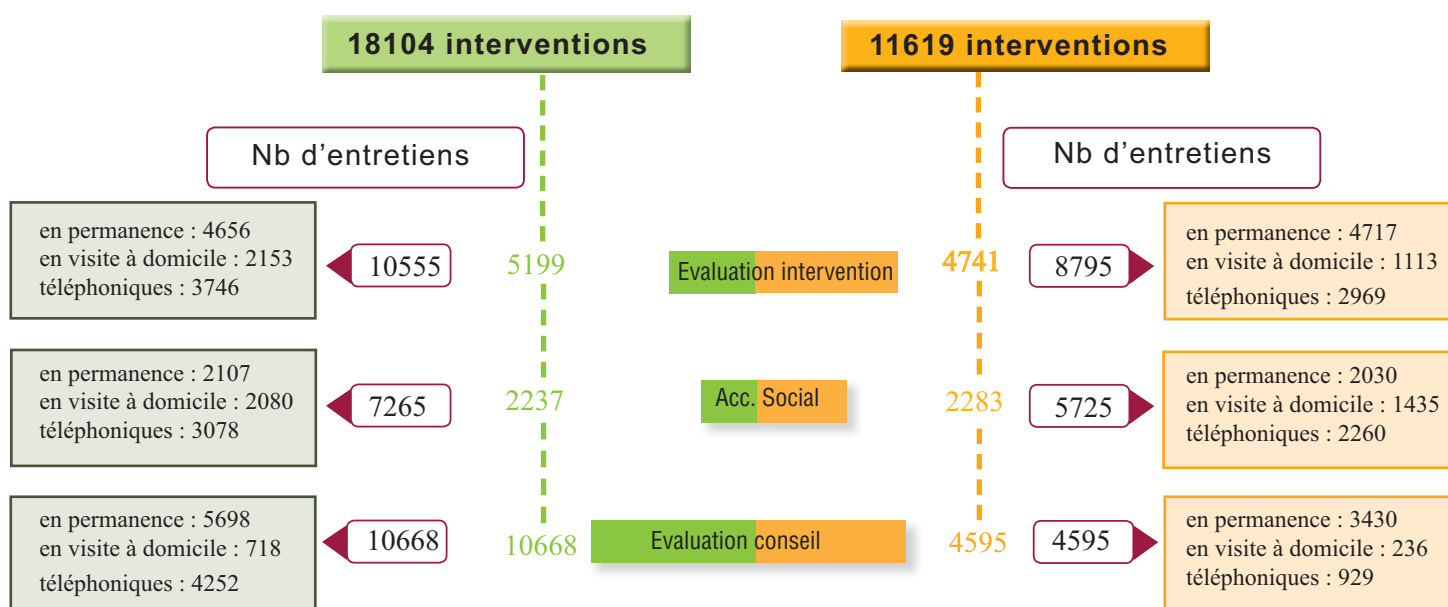 18104 interventions
11619 interventions
Nb d'entretiens
Nb d'entretiens
en permanence : 4656
en visite à domicile : 2153
téléphoniques : 3746
10555
5199
Evaluation intervention
4741
8795
en permanence : 4717
en visite à domicile : 1113
téléphoniques : 2969
en permanence : 2107
en visite à domicile : 2080
téléphoniques : 3078
7265
2237
Acc. Social
2283
5725
en permanence : 2030
en visite à domicile : 1435
téléphoniques : 2260
en permanence : 5698
en visite à domicile : 718
téléphoniques : 4252
10668
10668
Evaluation conseil
4595
4595
en permanence : 3430
en visite à domicile : 236
téléphoniques : 929